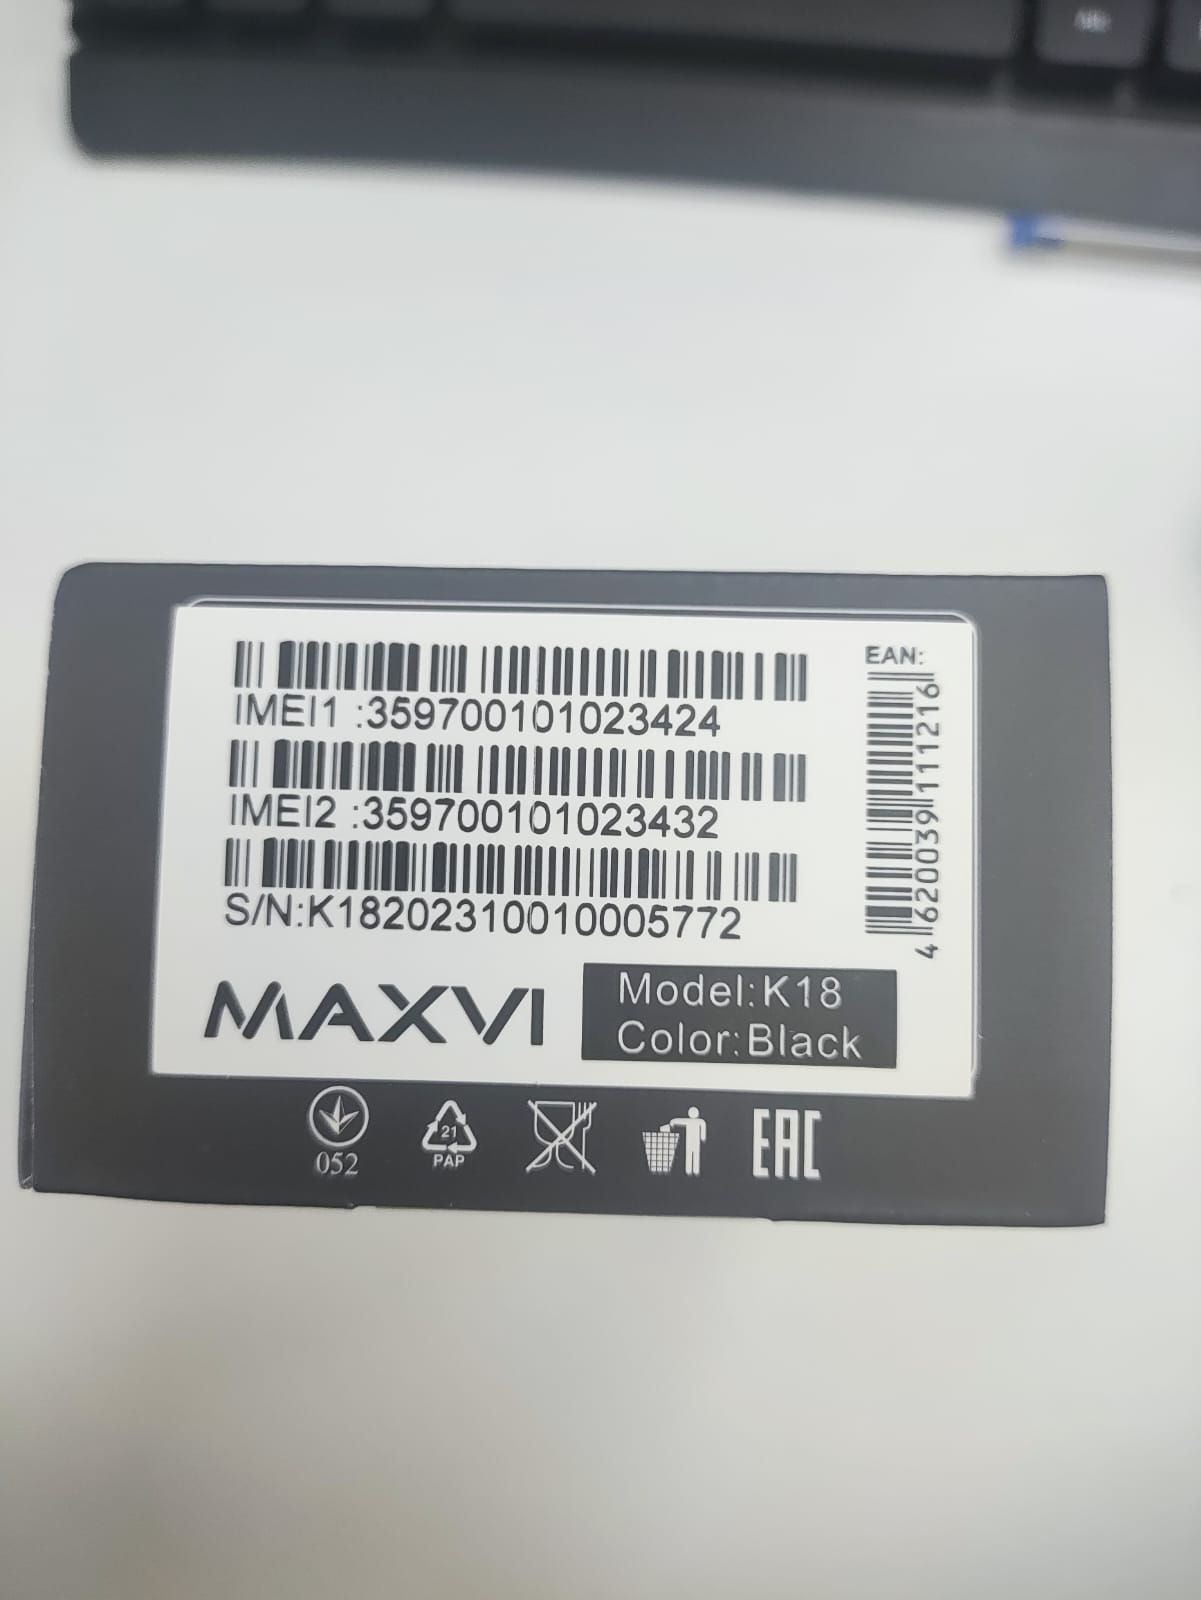 IMEI1 :359700101023424
IMEI2 :359700101023432
S/N:K18202310010005772
EAN:
4 620039 111216
MAXVI
Model:K18
Color:Black
052
21
PAP
EAC